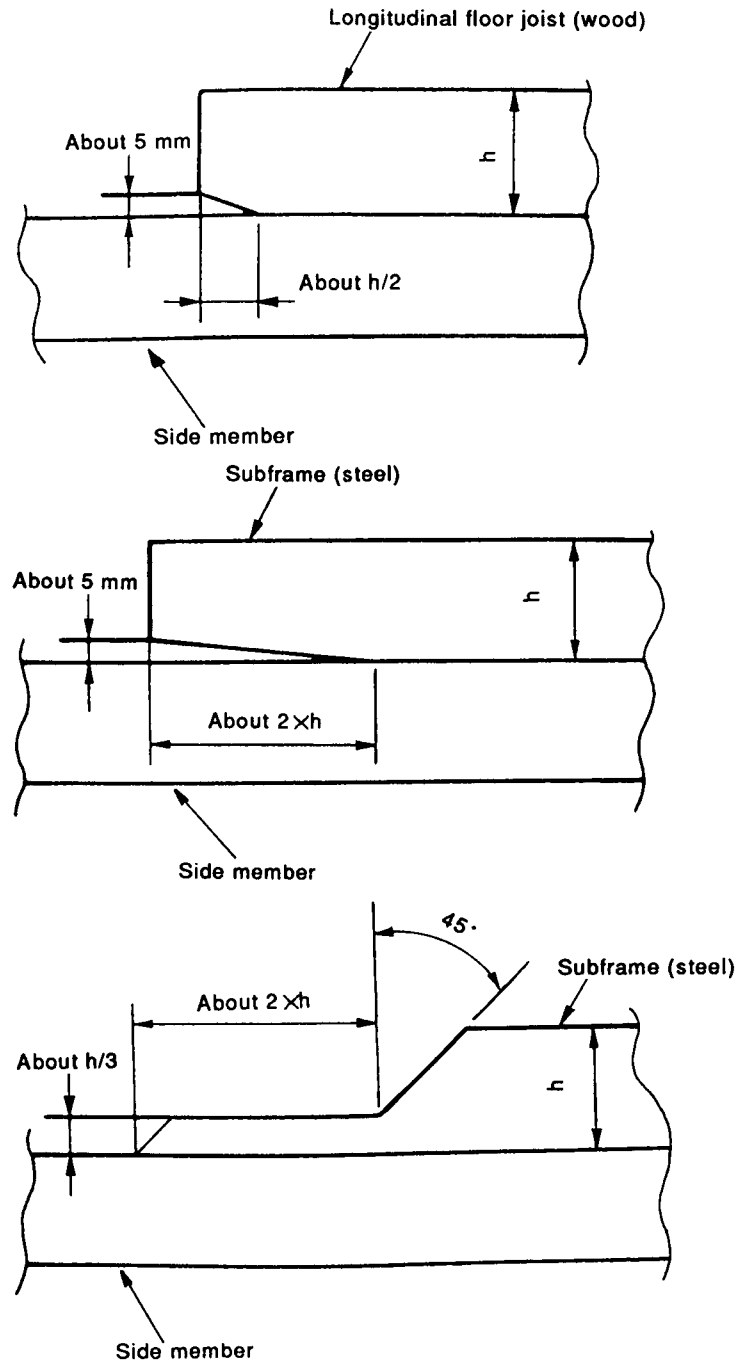 Longitudinal floor joist (wood)
About 5 mm
h
About h/2
Side member
Subframe (steel)
About 5 mm
h
About 2×h
Side member
45°
Subframe (steel)
About 2×h
About h/3
h
Side member